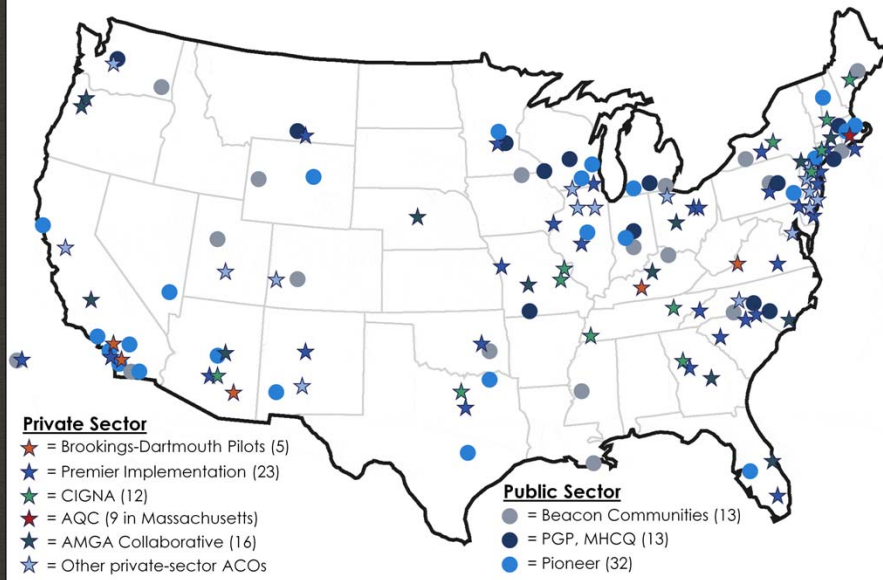 Private Sector
= Brookings-Dartmouth Pilots (5)
= Premier Implementation (23)
= CIGNA (12)
= AQC (9 in Massachusetts)
= AMGA Collaborative (16)
= Other private-sector ACOs
Public Sector
= Beacon Communities (13)
= PGP, MHCQ (13)
= Pioneer (32)